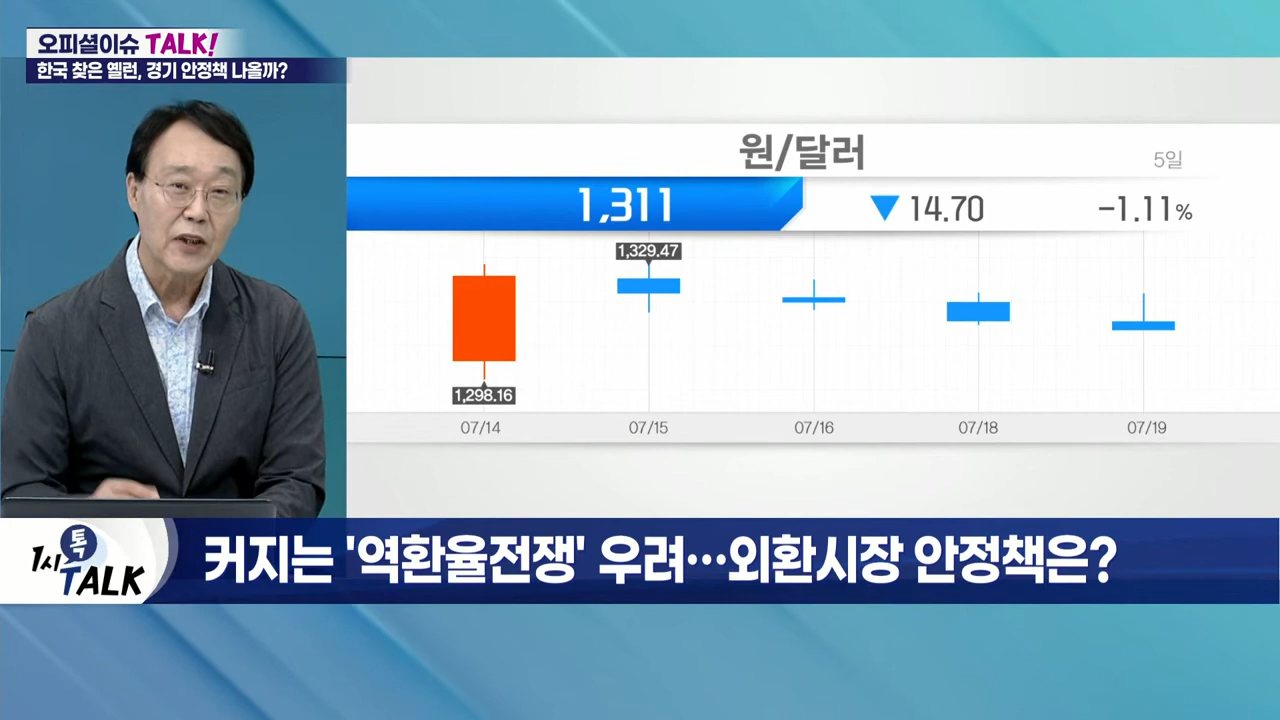 오피셜이슈 TALK!
한국 찾은 옐런, 경기 안정책 나올까?
원/달러
5일
1,311
▼ 14.70
-1.11%
1,329.47
1,298.16
07/14
07/15
07/16
07/18
07/19
1시 톡 TALK
커지는 '역환율전쟁' 우려…외환시장 안정책은?